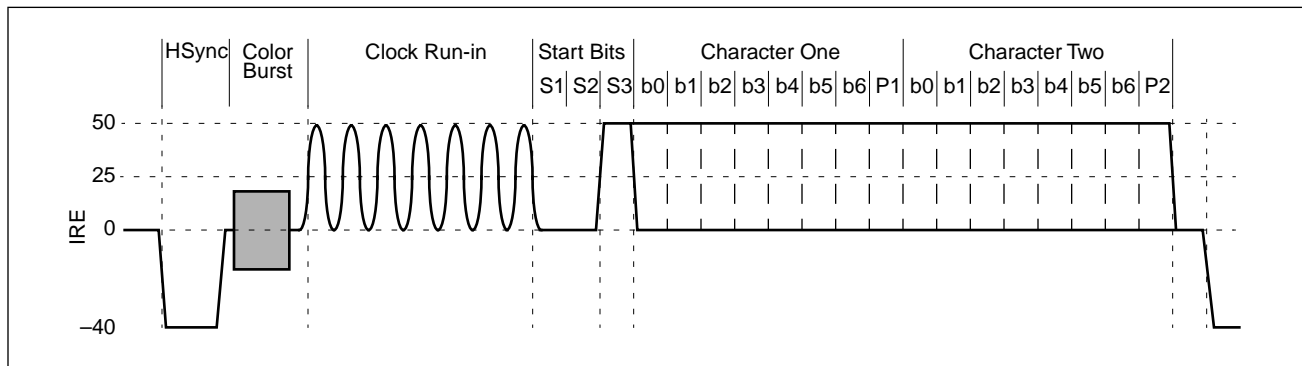 HSync Color Burst Clock Run-in Start Bits Character One Character Two
S1 S2 S3 b0 b1 b2 b3 b4 b5 b6 P1 b0 b1 b2 b3 b4 b5 b6 P2
50
25
0
–40
IRE